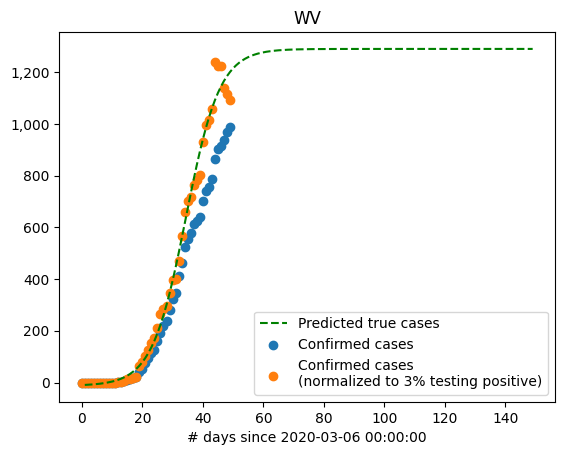 WV
1,200
1,000
800
600
400
200
0
Predicted true cases
Confirmed cases
Confirmed cases
(normalized to 3% testing positive)
0 20 40 60 80 100 120 140
# days since 2020-03-06 00:00:00